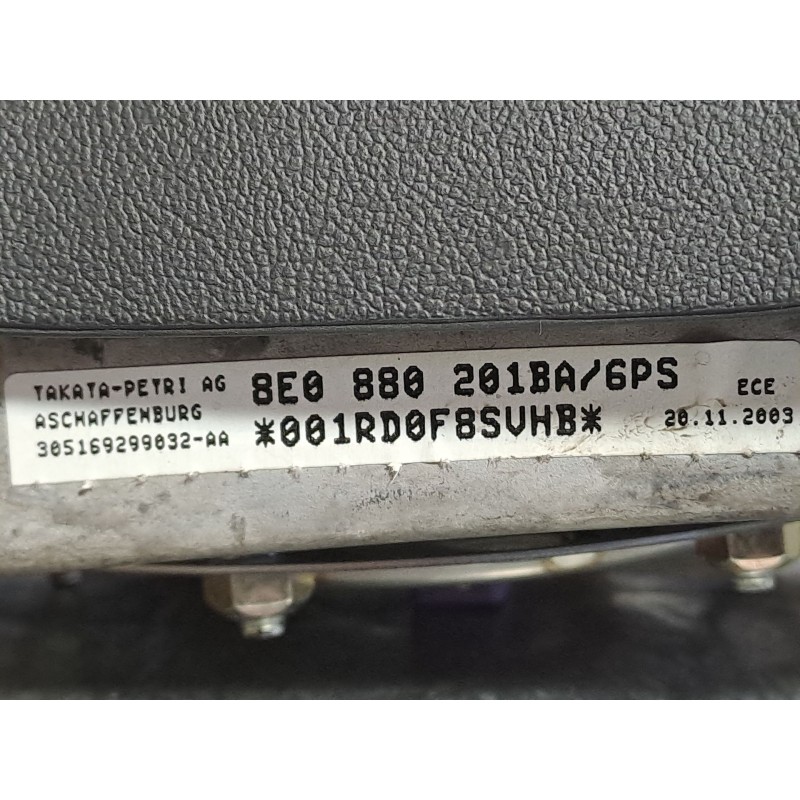 TAKATA-PETRI AG
ASCHAFFENBURG
305169299032-AA
8E0 880 201BA/6PS
*001RD0F8SVHB*
ECE
20.11.2003